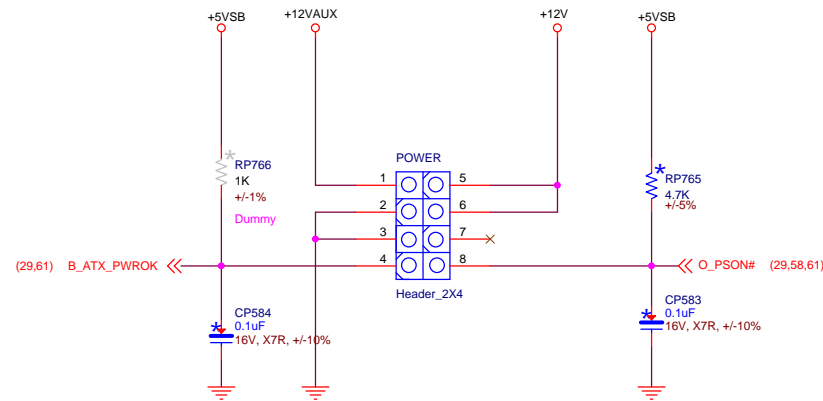 +5VSB
+12VAUX
+12V
+5VSB
RP766
1K
+/-1%
Dummy
POWER
1
2
3
4
5
6
7
8
Header_2X4
RP765
4.7K
+/-5%
(29,61) B_ATX_PWROK
O_PSON# (29,58,61)
CP584
0.1uF
16V, X7R, +/-10%
CP583
0.1uF
16V, X7R, +/-10%